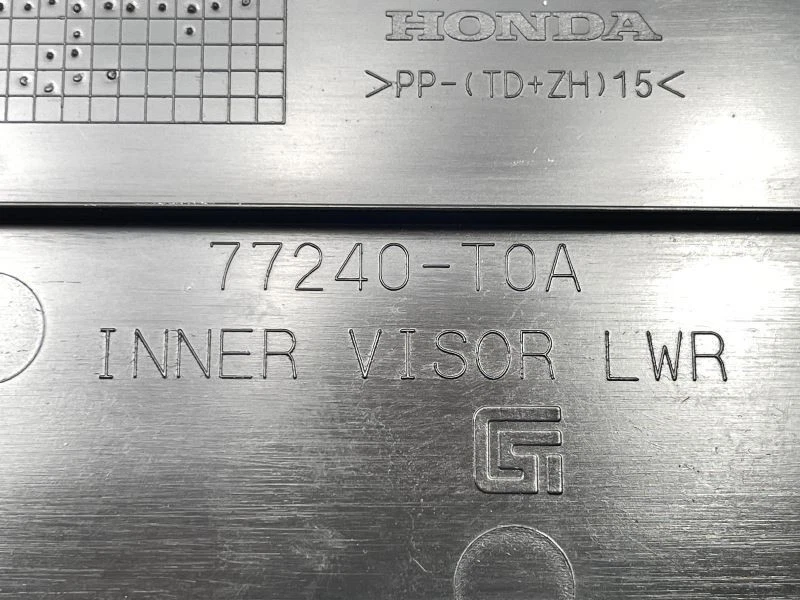 HONDA
>PP-(TD+ZH)15<
77240-T0A
INNER VISOR LWR